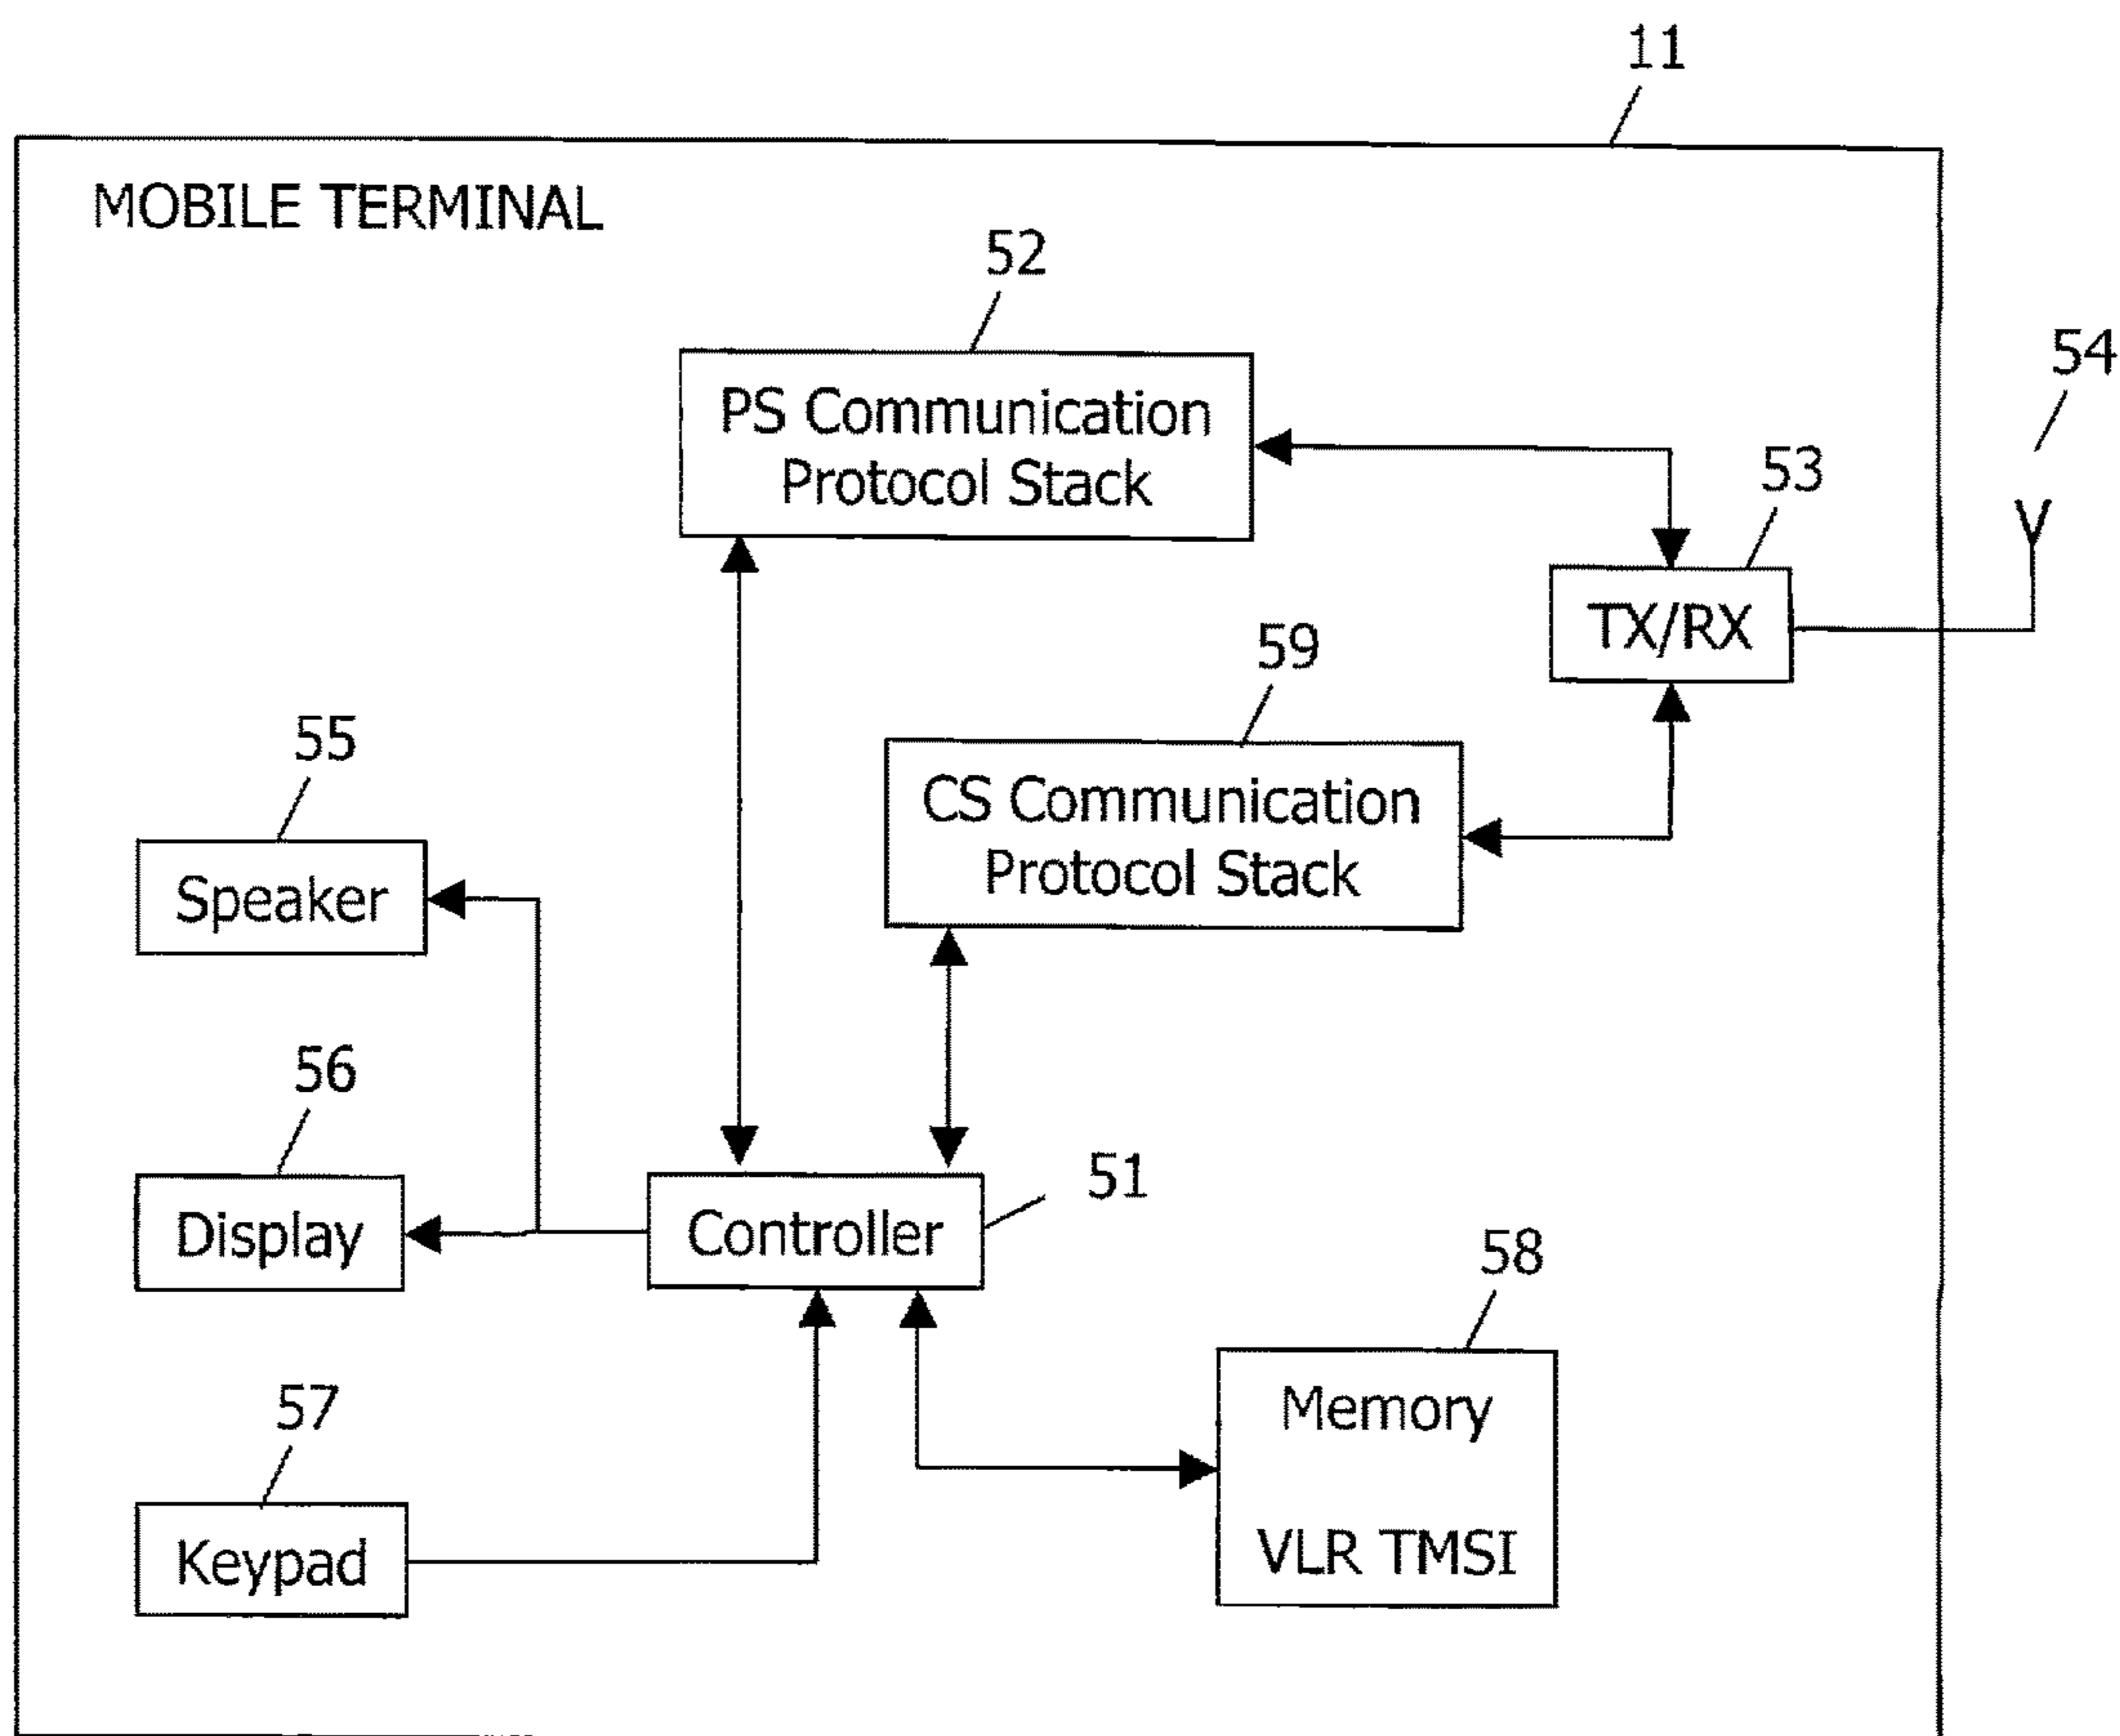 11
MOBILE TERMINAL
52
PS Communication
Protocol Stack
54
53
TX/RX
59
CS Communication
Protocol Stack
55
Speaker
56
Display
51
Controller
58
Memory
VLR TMSI
57
Keypad